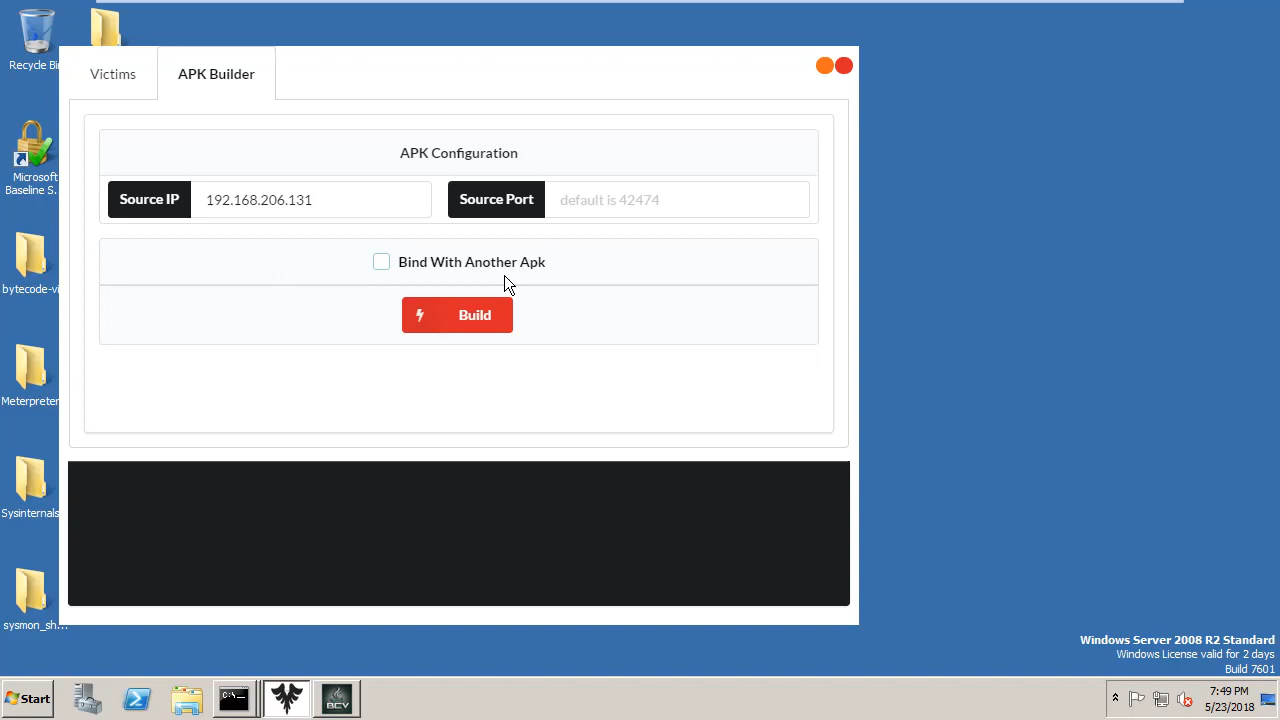 Recycle Bi
Victims
APK Builder
APK Configuration
Source IP
192.168.206.131
Source Port
default is 42474
Microsoft
Baseline S...
Bind With Another Apk
bytecode-vi
Build
Meterpreter
Sysinternals
sysmon_sh...
Windows Server 2008 R2 Standard
Windows License valid for 2 days
Build 7601
Start
C:\
BCV
7:49 PM
5/23/2018